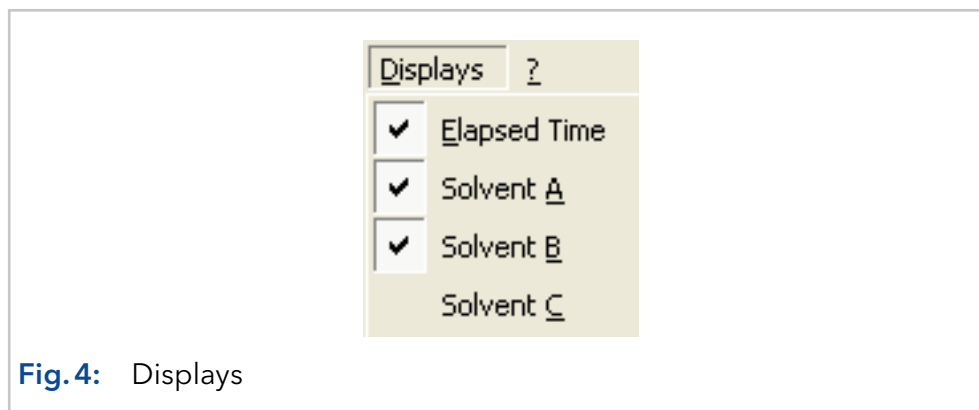 Displays ?
Elapsed Time
Solvent A
Solvent B
Solvent C
Fig. 4: Displays